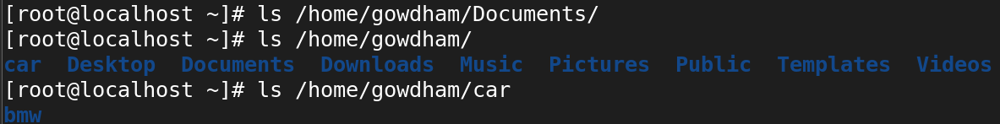 [root@localhost ~]# ls /home/gowdham/Documents/
[root@localhost ~]# ls /home/gowdham/
car  Desktop  Documents  Downloads  Music  Pictures  Public  Templates  Videos
[root@localhost ~]# ls /home/gowdham/car
bmw